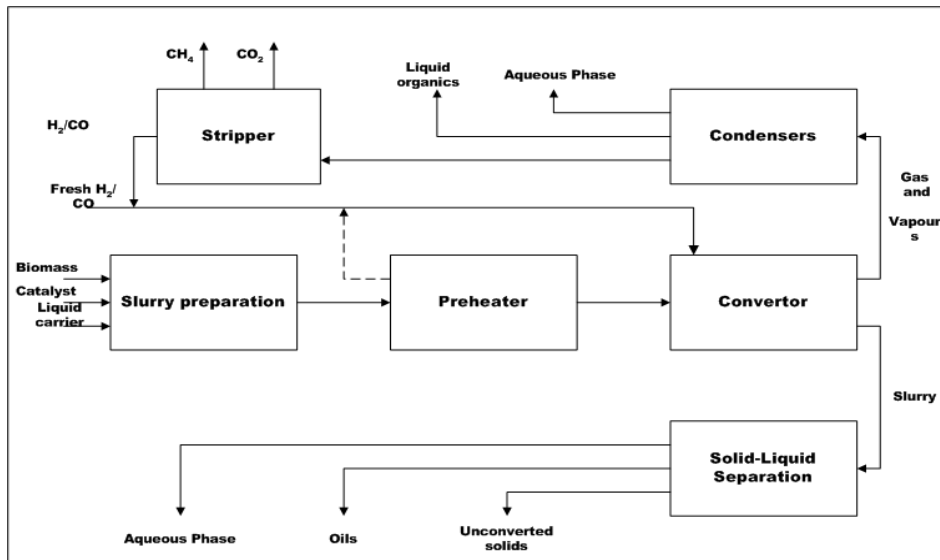 CH4
CO2
Liquid
organics
Aqueous Phase
H2/CO
Stripper
Condensers
Fresh H2/
CO
Gas
and
Vapour
s
Biomass
Catalyst
Liquid
carrier
Slurry preparation
Preheater
Convertor
Slurry
Solid-Liquid
Separation
Aqueous Phase
Oils
Unconverted
solids